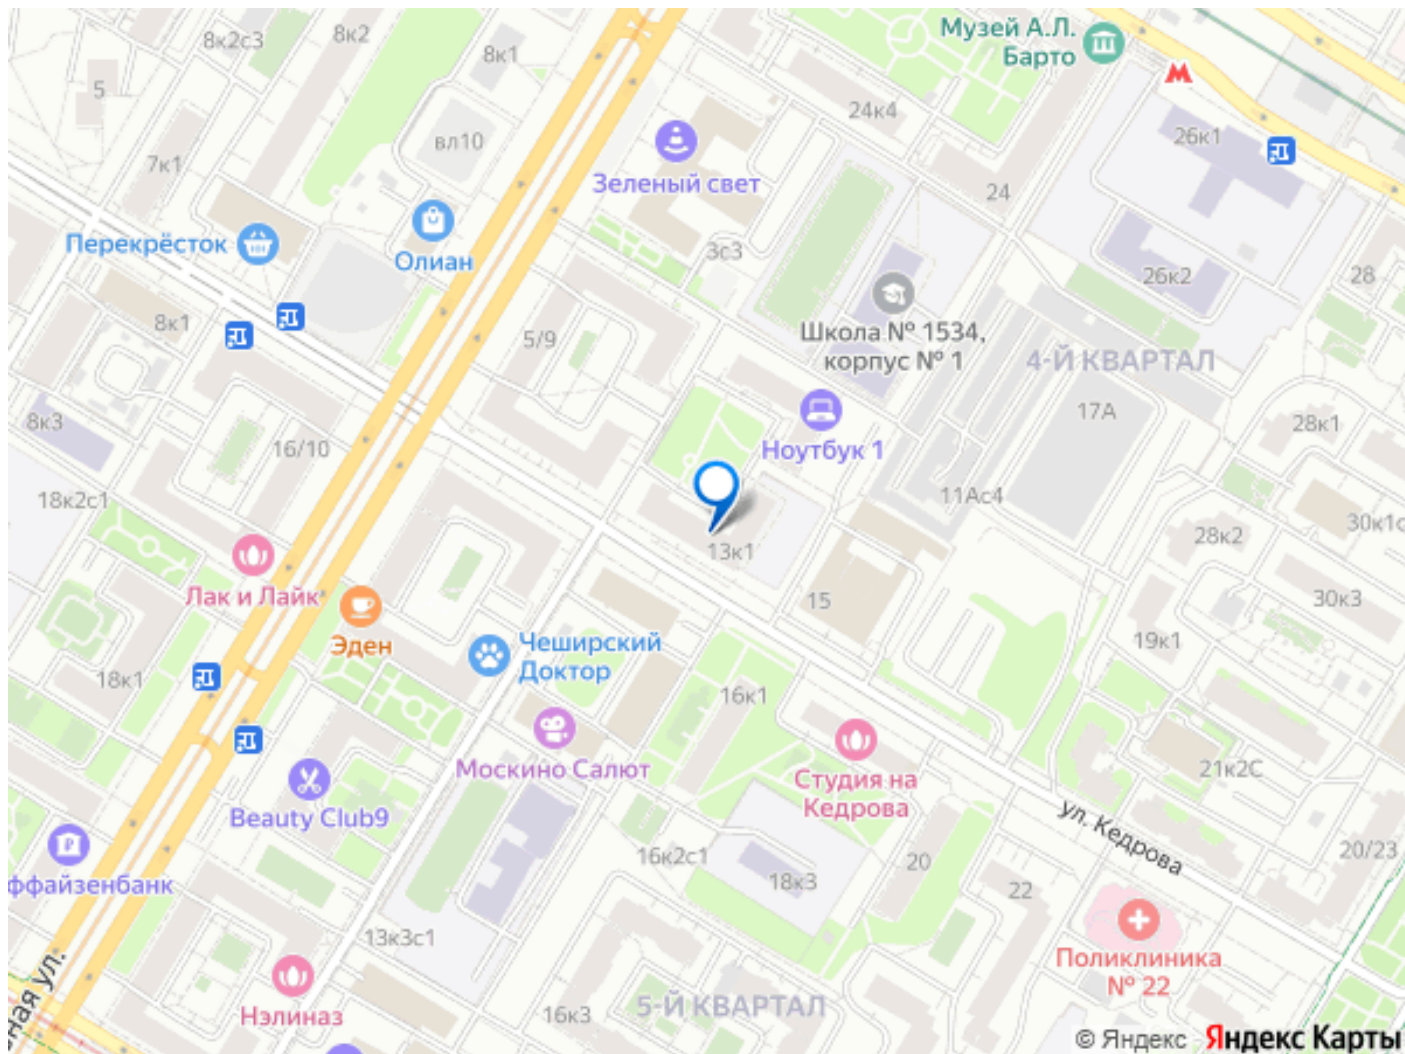 8к2с3
8к2
8к1
Музей А.Л.
Барто
5
24к4
вл10
26к1
7к1
Зеленый свет
24
Перекрёсток
Олиан
3с3
26к2
28
8к1
5/9
Школа № 1534,
корпус № 1
4-Й КВАРТАЛ
17А
8к3
16/10
Ноутбук 1
28к1
18к2с1
11Ас4
30к1с
13к1
28к2
Лак и Лайк
15
30к3
Эден
Чеширский
Доктор
19к1
18к1
16к1
Москино Салют
Студия на
Кедрова
21к2С
Beauty Club9
ул. Кедрова
16к2с1
20
20/23
ффайзенбанк
18к3
22
13к3с1
Поликлиника
№ 22
ная ул.
Нэлиназ
16к3
5-Й КВАРТАЛ
© Яндекс Яндекс Карты